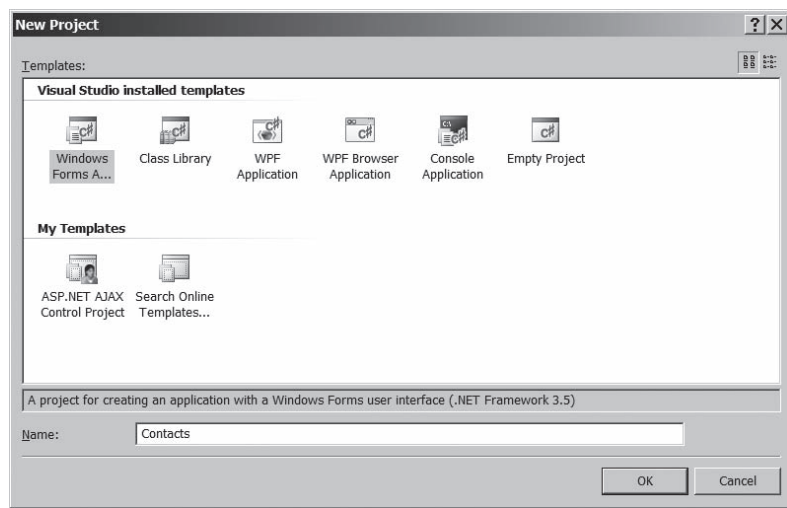 New Project
Templates:
Visual Studio installed templates
Windows Forms A...
Class Library
WPF Application
WPF Browser Application
Console Application
Empty Project
My Templates
ASP.NET AJAX Control Project
Search Online Templates...
A project for creating an application with a Windows Forms user interface (.NET Framework 3.5)
Name:
Contacts
OK
Cancel